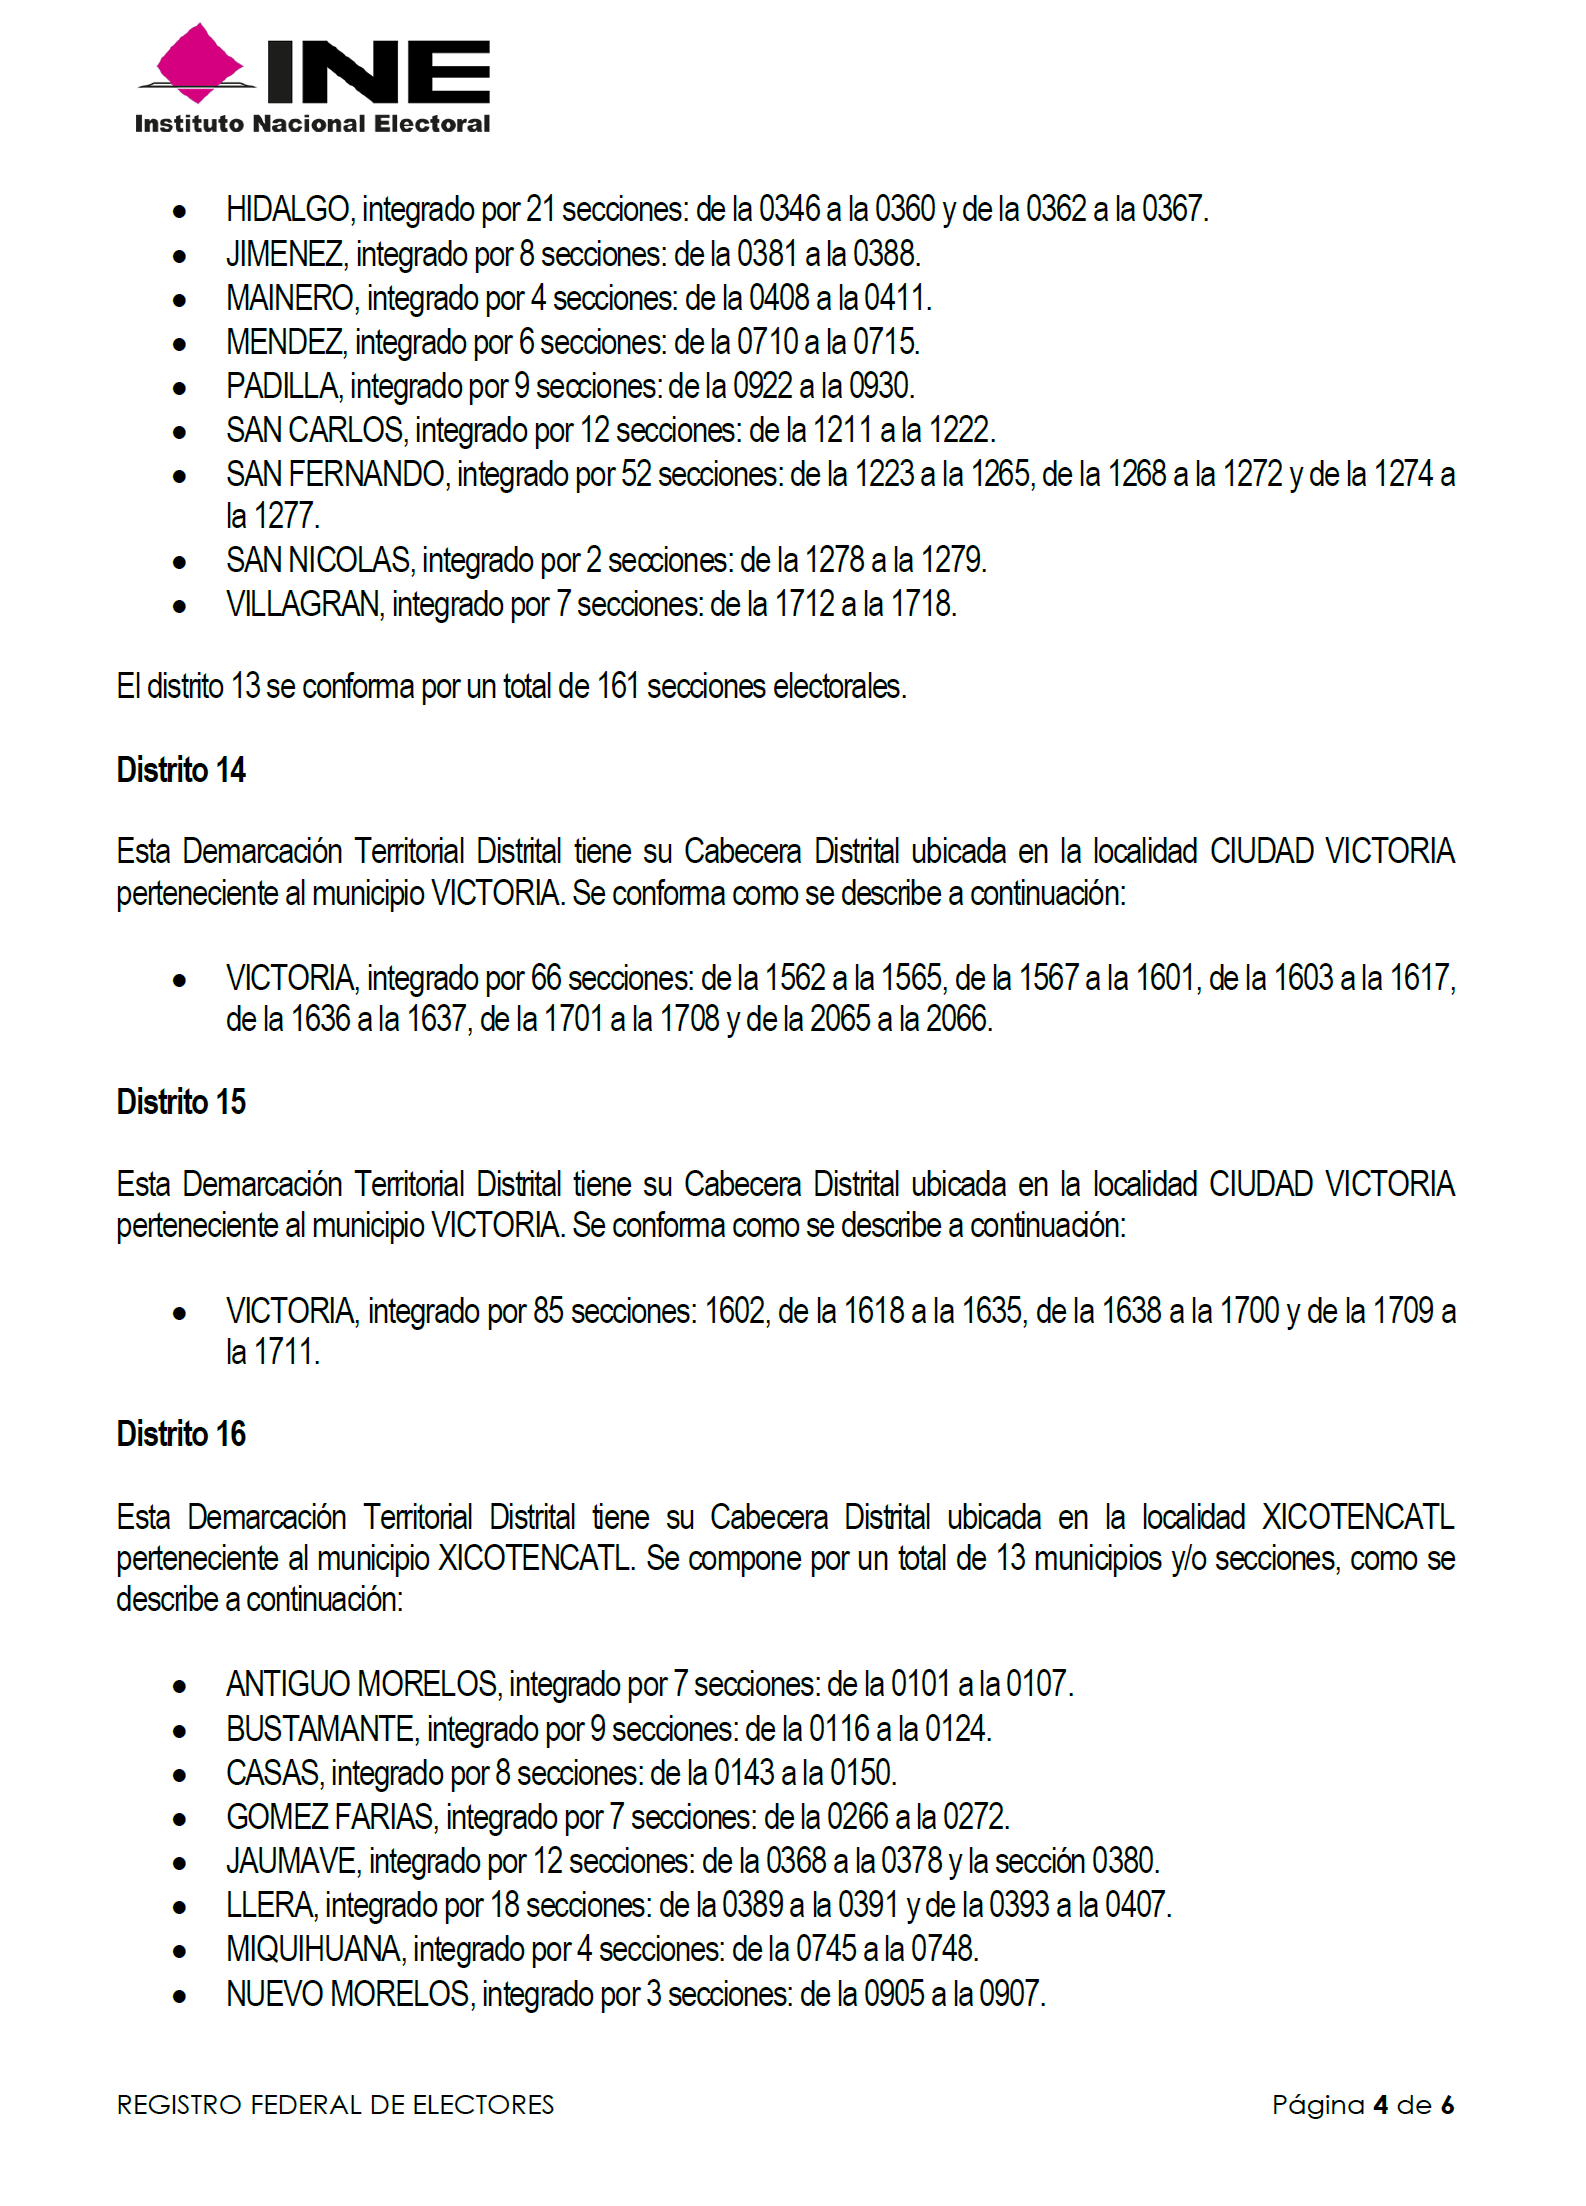 INE
Instituto Nacional Electoral
● HIDALGO, integrado por 21 secciones: de la 0346 a la 0360 y de la 0362 a la 0367.
● JIMENEZ, integrado por 8 secciones: de la 0381 a la 0388.
● MAINERO, integrado por 4 secciones: de la 0408 a la 0411.
● MENDEZ, integrado por 6 secciones: de la 0710 a la 0715.
● PADILLA, integrado por 9 secciones: de la 0922 a la 0930.
● SAN CARLOS, integrado por 12 secciones: de la 1211 a la 1222.
● SAN FERNANDO, integrado por 52 secciones: de la 1223 a la 1265, de la 1268 a la 1272 y de la 1274 a
la 1277.
● SAN NICOLAS, integrado por 2 secciones: de la 1278 a la 1279.
● VILLAGRAN, integrado por 7 secciones: de la 1712 a la 1718.
El distrito 13 se conforma por un total de 161 secciones electorales.
Distrito 14
Esta Demarcación Territorial Distrital tiene su Cabecera Distrital ubicada en la localidad CIUDAD VICTORIA
perteneciente al municipio VICTORIA. Se conforma como se describe a continuación:
● VICTORIA, integrado por 66 secciones: de la 1562 a la 1565, de la 1567 a la 1601, de la 1603 a la 1617,
de la 1636 a la 1637, de la 1701 a la 1708 y de la 2065 a la 2066.
Distrito 15
Esta Demarcación Territorial Distrital tiene su Cabecera Distrital ubicada en la localidad CIUDAD VICTORIA
perteneciente al municipio VICTORIA. Se conforma como se describe a continuación:
● VICTORIA, integrado por 85 secciones: 1602, de la 1618 a la 1635, de la 1638 a la 1700 y de la 1709 a
la 1711.
Distrito 16
Esta Demarcación Territorial Distrital tiene su Cabecera Distrital ubicada en la localidad XICOTENCATL
perteneciente al municipio XICOTENCATL. Se compone por un total de 13 municipios y/o secciones, como se
describe a continuación:
● ANTIGUO MORELOS, integrado por 7 secciones: de la 0101 a la 0107.
● BUSTAMANTE, integrado por 9 secciones: de la 0116 a la 0124.
● CASAS, integrado por 8 secciones: de la 0143 a la 0150.
● GOMEZ FARIAS, integrado por 7 secciones: de la 0266 a la 0272.
● JAUMAVE, integrado por 12 secciones: de la 0368 a la 0378 y la sección 0380.
● LLERA, integrado por 18 secciones: de la 0389 a la 0391 y de la 0393 a la 0407.
● MIQUIHUANA, integrado por 4 secciones: de la 0745 a la 0748.
● NUEVO MORELOS, integrado por 3 secciones: de la 0905 a la 0907.
REGISTRO FEDERAL DE ELECTORES Página 4 de 6